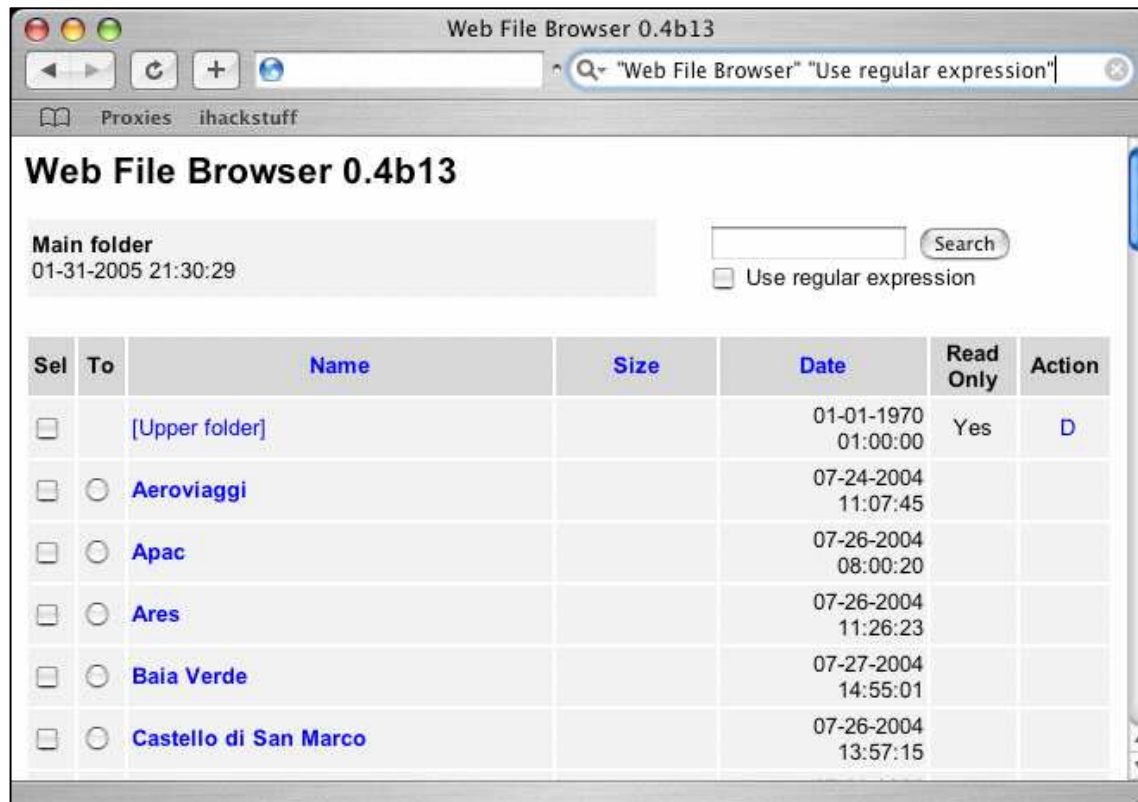 Web File Browser 0.4b13
"Web File Browser" "Use regular expression"
Proxies ihackstuff
Web File Browser 0.4b13
Main folder
01-31-2005 21:30:29
Search
Use regular expression
Sel To Name Size Date Read Only Action
[Upper folder] 01-01-1970 01:00:00 Yes D
Aeroviaggi 07-24-2004 11:07:45
Apac 07-26-2004 08:00:20
Ares 07-26-2004 11:26:23
Baia Verde 07-27-2004 14:55:01
Castello di San Marco 07-26-2004 13:57:15